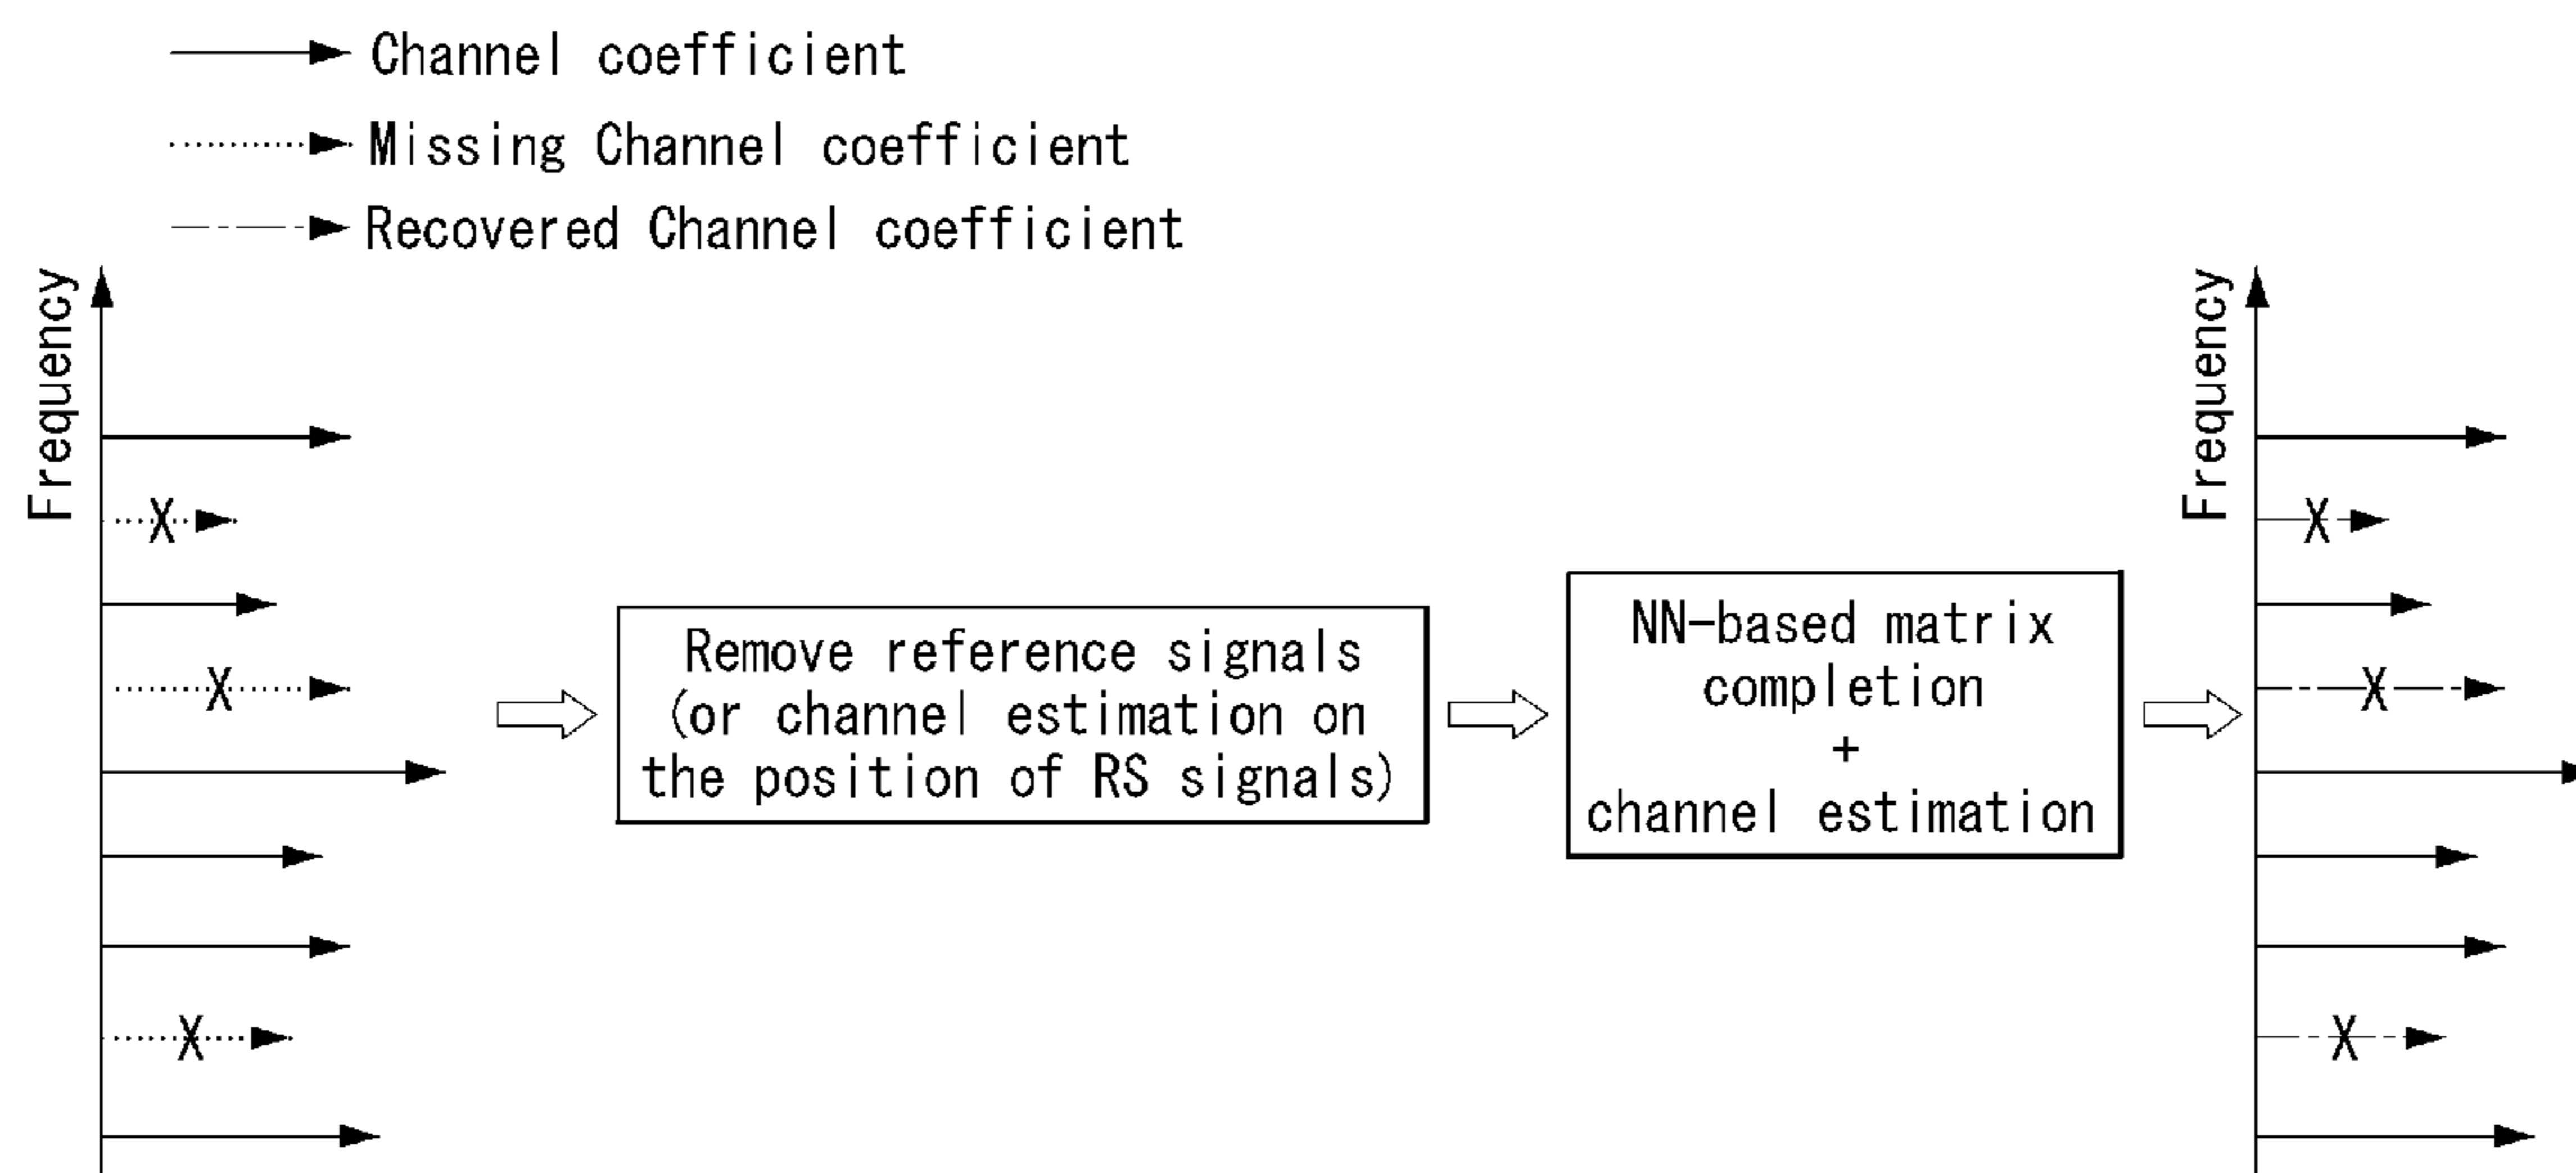 Channel coefficient
Missing Channel coefficient
Recovered Channel coefficient
Frequency
X
X
X
Remove reference signals
(or channel estimation on
the position of RS signals)
NN-based matrix
completion
+
channel estimation
Frequency
X
X
X